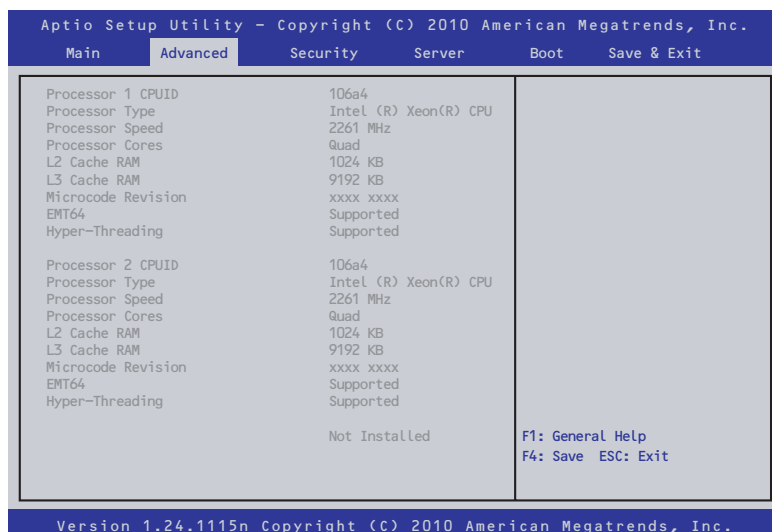 Aptio Setup Utility – Copyright (C) 2010 American Megatrends, Inc.
Main Advanced Security Server Boot Save & Exit
Processor 1 CPUID 106a4
Processor Type Intel (R) Xeon(R) CPU
Processor Speed 2261 MHz
Processor Cores Quad
L2 Cache RAM 1024 KB
L3 Cache RAM 9192 KB
Microcode Revision xxxx xxxx
EMT64 Supported
Hyper-Threading Supported
Processor 2 CPUID 106a4
Processor Type Intel (R) Xeon(R) CPU
Processor Speed 2261 MHz
Processor Cores Quad
L2 Cache RAM 1024 KB
L3 Cache RAM 9192 KB
Microcode Revision xxxx xxxx
EMT64 Supported
Hyper-Threading Supported
Not Installed
F1: General Help
F4: Save ESC: Exit
Version 1.24.1115n Copyright (C) 2010 American Megatrends, Inc.